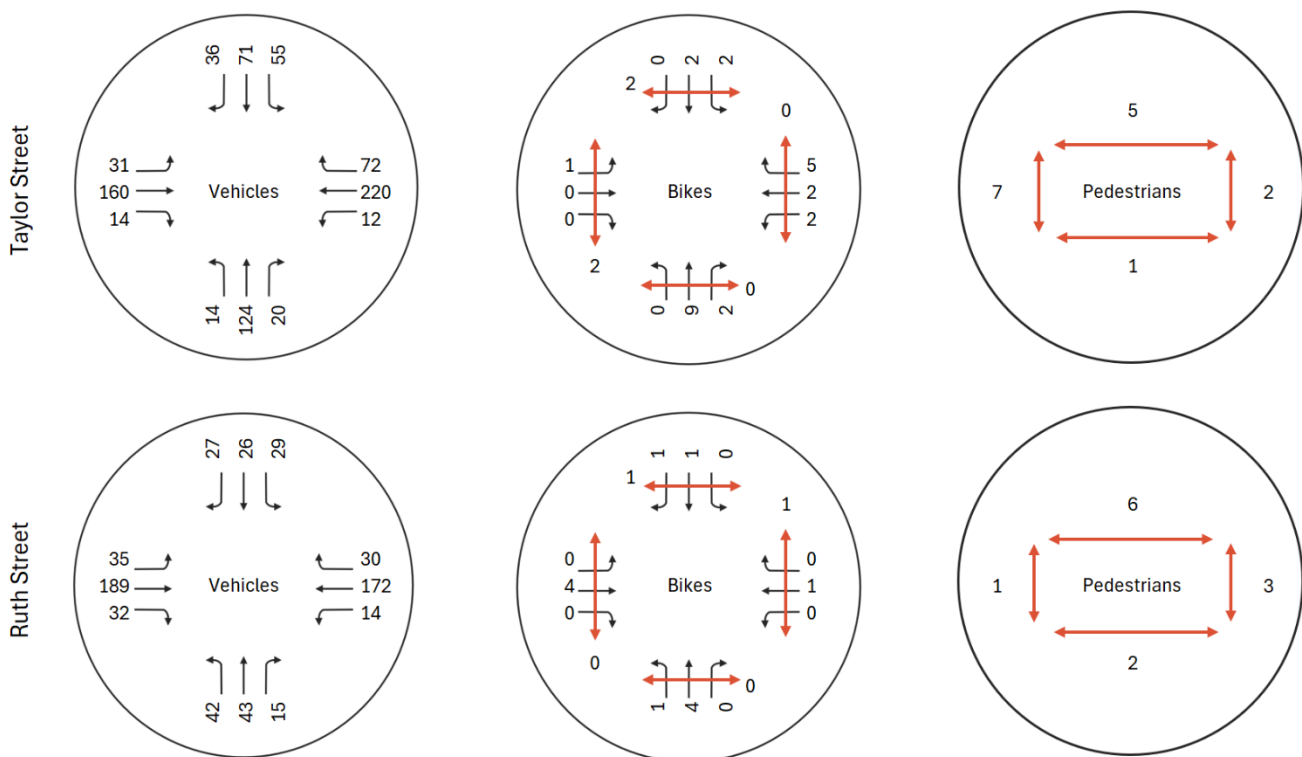 Taylor Street
36 71 55
31
160
14
Vehicles
72
220
12
14 124 20
0 2 2
2
0
1
0
0
Bikes
5
2
2
2
0
0 9 2
5
7
Pedestrians
2
1
Ruth Street
27 26 29
35
189
32
Vehicles
30
172
14
42 43 15
1 1 0
1
1
0
4
0
Bikes
0
1
0
0
0
1 4 0
6
1
Pedestrians
3
2